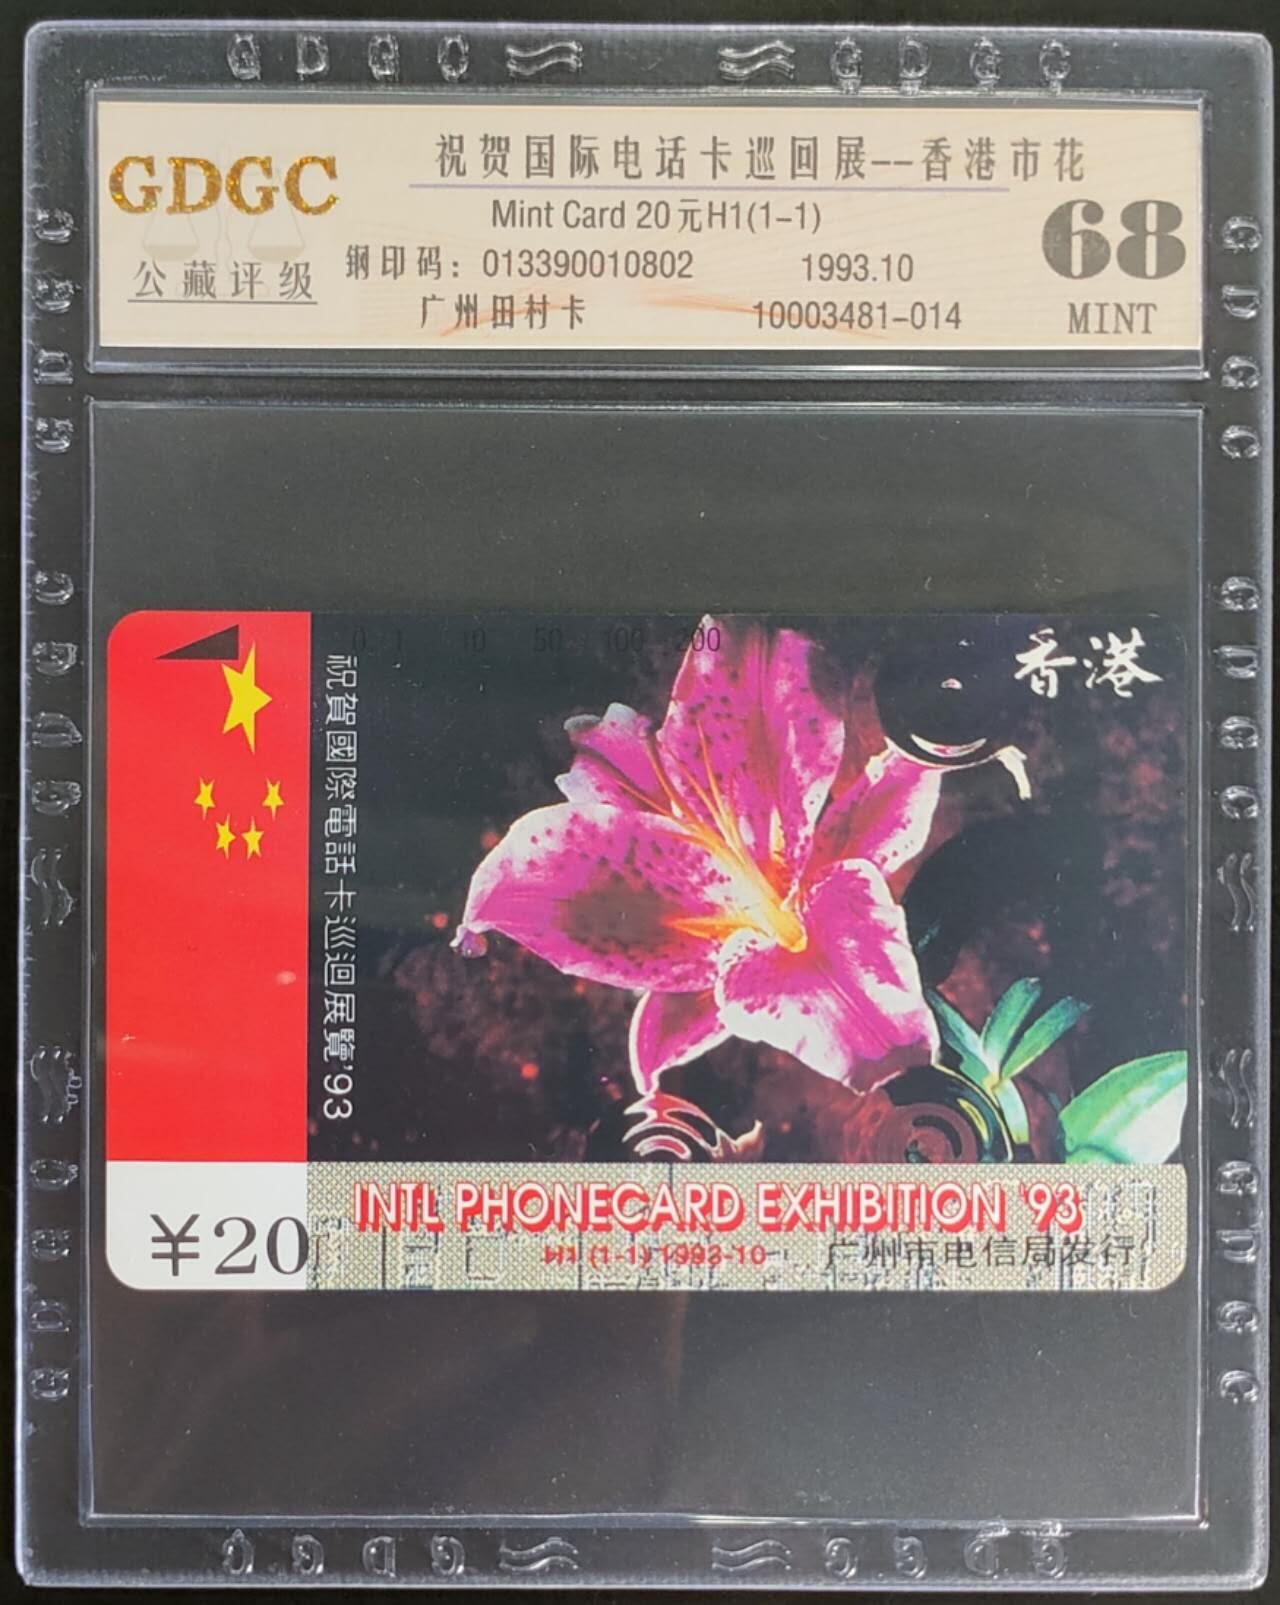 GDGC
GDGC
GDGC
公藏评级
祝贺国际电话卡巡回展--香港市花
Mint Card 20元H1(1-1)
钢印码：013390010802
1993.10
广州田村卡
10003481-014
68
MINT
0 1 10 50 100 200
香港
祝賀國際電話卡巡迴展覽'93
¥20
INTL PHONECARD EXHIBITION '93
H1 (1-1) 1993-10
广州市电信局发行